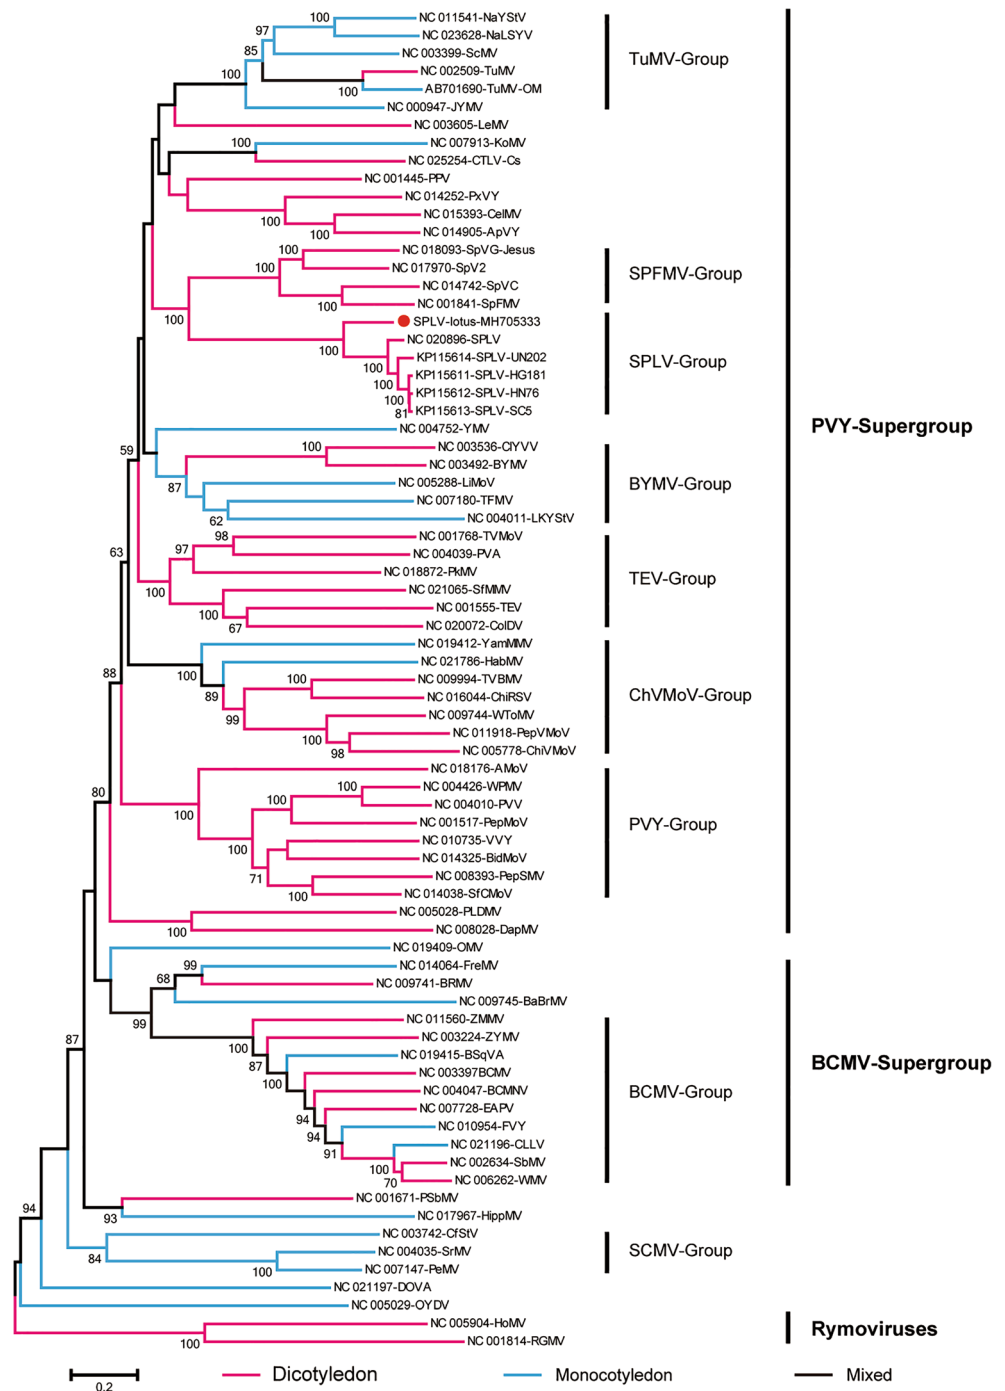 NC 011541-NaYStV
100
NC 023628-NaLSYV
97
NC 003399-ScMV
85
TuMV-Group
NC 002509-TuMV
100
AB701690-TuMV-OM
100
NC 000947-JYMV
NC 003605-LeMV
NC 007913-KoMV
100
NC 025254-CTLV-Cs
NC 001445-PPV
NC 014252-PxVY
NC 015393-CelMV
100
NC 014905-ApVY
100
NC 018093-SpVG-Jesus
100
NC 017970-SpV2
100
SPFMV-Group
NC 014742-SpVC
NC 001841-SpFMV
100
100
SPLV-lotus-MH705333
NC 020896-SPLV
100
KP115614-SPLV-UN202
100
SPLV-Group
KP115611-SPLV-HG181
100
KP115612-SPLV-HN76
100
KP115613-SPLV-SC5
81
NC 004752-YMV
PVY-Supergroup
59
NC 003536-ClYVV
100
NC 003492-BYMV
NC 005288-LiMoV
87
BYMV-Group
NC 007180-TFMV
NC 004011-LKYStV
62
NC 001768-TVMoV
98
NC 004039-PVA
97
63
NC 018872-PkMV
TEV-Group
NC 021065-SfMMV
100
NC 001555-TEV
100
NC 020072-ColDV
67
NC 019412-YamMMV
NC 021786-HabMV
100
88
NC 009994-TVBMV
100
89
NC 016044-ChiRSV
ChVMoV-Group
NC 009744-WToMV
99
NC 011918-PepVMoV
100
NC 005778-ChiVMoV
98
NC 018176-AMoV
NC 004426-WPMV
100
80
NC 004010-PVV
100
NC 001517-PepMoV
100
PVY-Group
NC 010735-VVY
100
NC 014325-BidMoV
NC 008393-PepSMV
71
NC 014038-SfCMoV
100
NC 005028-PLDMV
NC 008028-DapMV
100
NC 019409-OMV
NC 014064-FreMV
99
NC 009741-BRMV
68
NC 009745-BaBrMV
NC 011560-ZMMV
99
NC 003224-ZYMV
100
87
NC 019415-BSqVA
87
NC 003397BCMV
100
BCMV-Supergroup
NC 004047-BCMNV
BCMV-Group
NC 007728-EAPV
94
NC 010954-FVY
94
NC 021196-CLLV
91
NC 002634-SbMV
100
NC 006262-WMV
70
NC 001671-PSbMV
94
NC 017967-HippMV
93
NC 003742-CfStV
NC 004035-SrMV
84
SCMV-Group
NC 007147-PeMV
100
NC 021197-DOVA
NC 005029-OYDV
NC 005904-HoMV
Rymoviruses
NC 001814-RGMV
100
0.2
Dicotyledon
Monocotyledon
Mixed